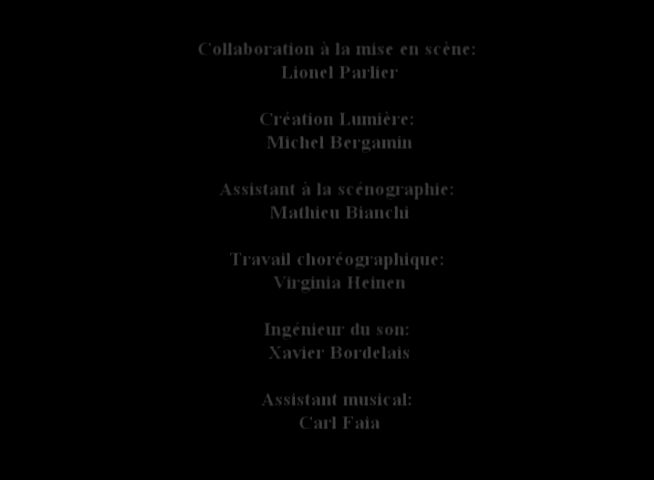 Collaboration à la mise en scène:
Lionel Parlier
Création Lumière:
Michel Bergamin
Assistant à la scénographie:
Mathieu Bianchi
Travail choréographique:
Virginia Heinen
Ingénieur du son:
Xavier Bordelais
Assistant musical:
Carl Faia